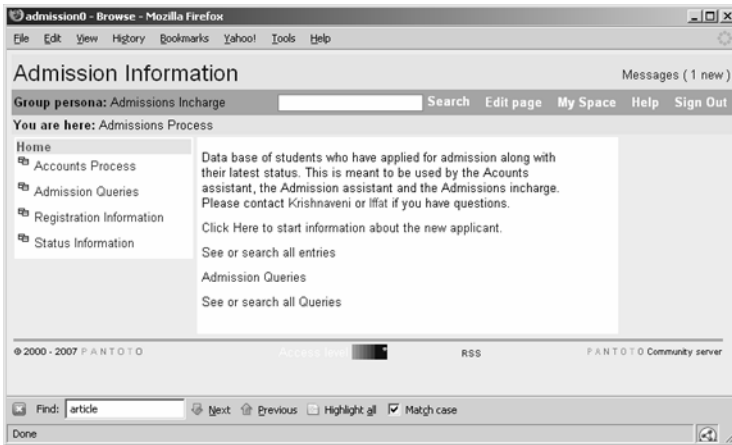 admission0 - Browse - Mozilla Firefox
File Edit View History Bookmarks Yahoo! Tools Help
Admission Information
Messages ( 1 new )
Group persona: Admissions Incharge
Search Edit page My Space Help Sign Out
You are here: Admissions Process
Home
Accounts Process
Admission Queries
Registration Information
Status Information
Data base of students who have applied for admission along with
their latest status. This is meant to be used by the Acounts
assistant, the Admission assistant and the Admissions incharge.
Please contact Krishnaveni or Iffat if you have questions.
Click Here to start information about the new applicant.
See or search all entries
Admission Queries
See or search all Queries
© 2000 - 2007 PANTOTO
Access level
RSS
PANTOTO Community server
Find: article Next Previous Highlight all Match case
Done